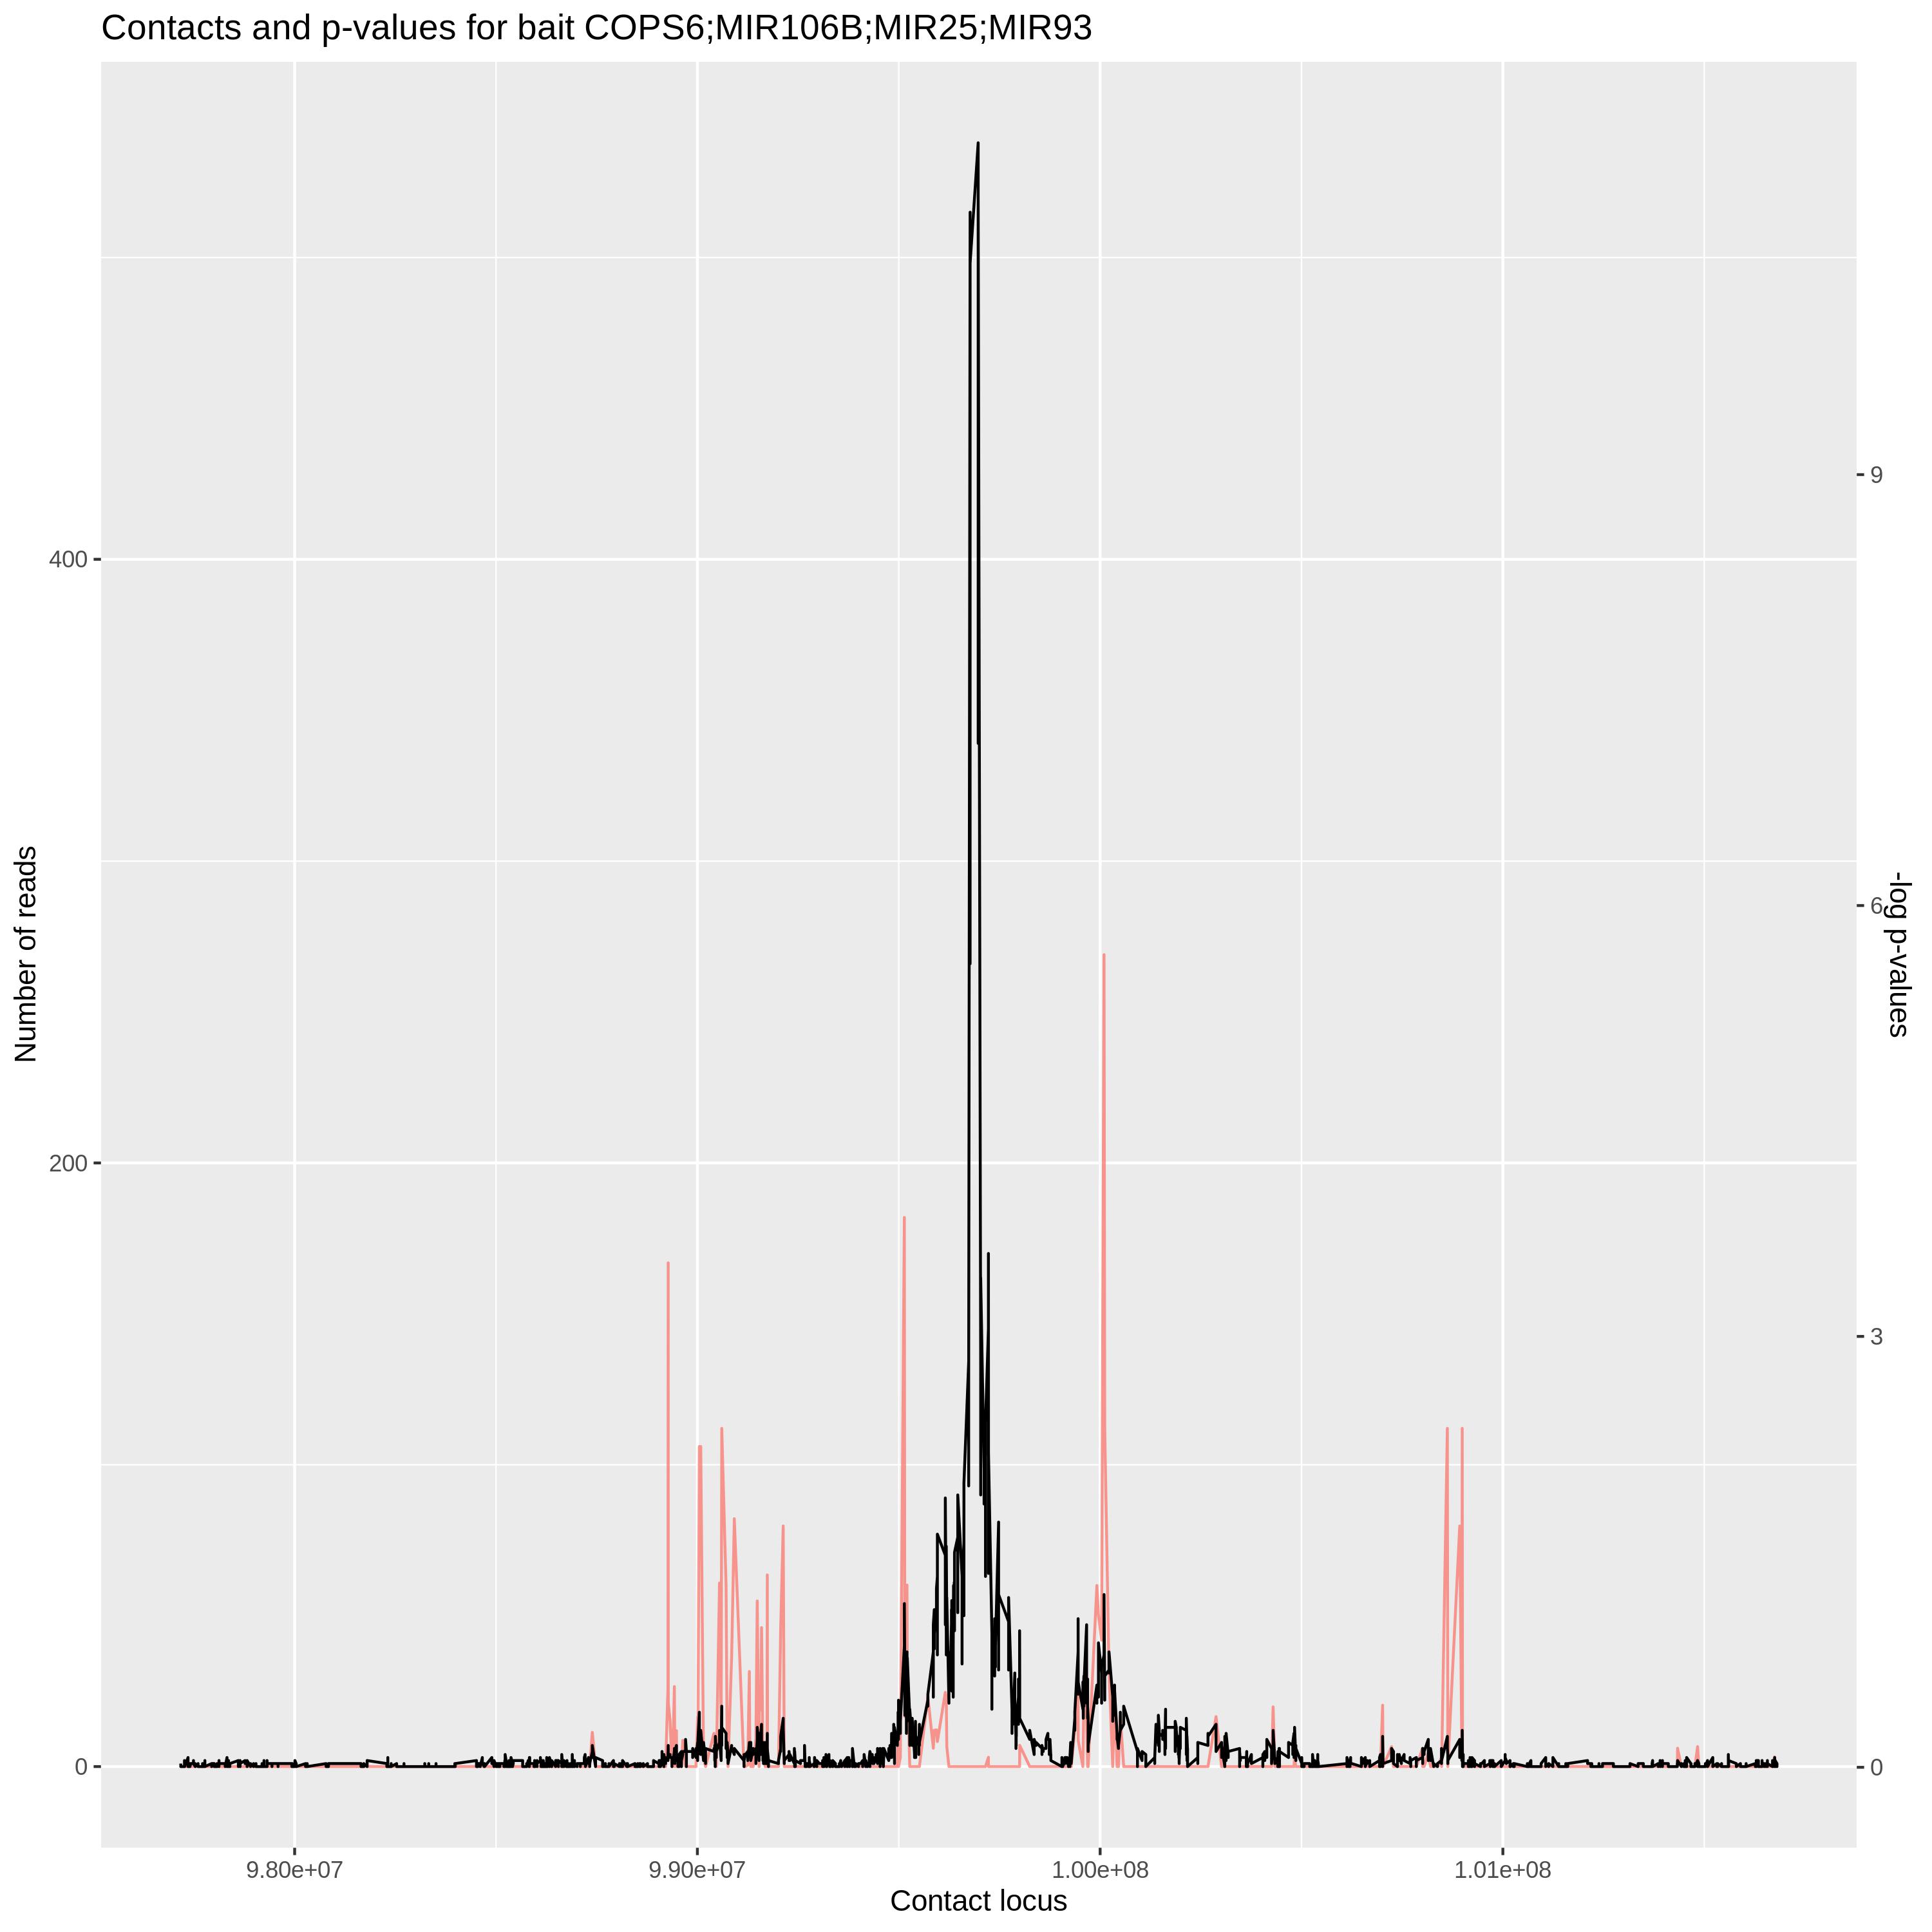 Contacts and p-values for bait COPS6;MIR106B;MIR25;MIR93
Number of reads
400
200
0
9
6
3
0
-log p-values
9.80e+07
9.90e+07
1.00e+08
1.01e+08
Contact locus